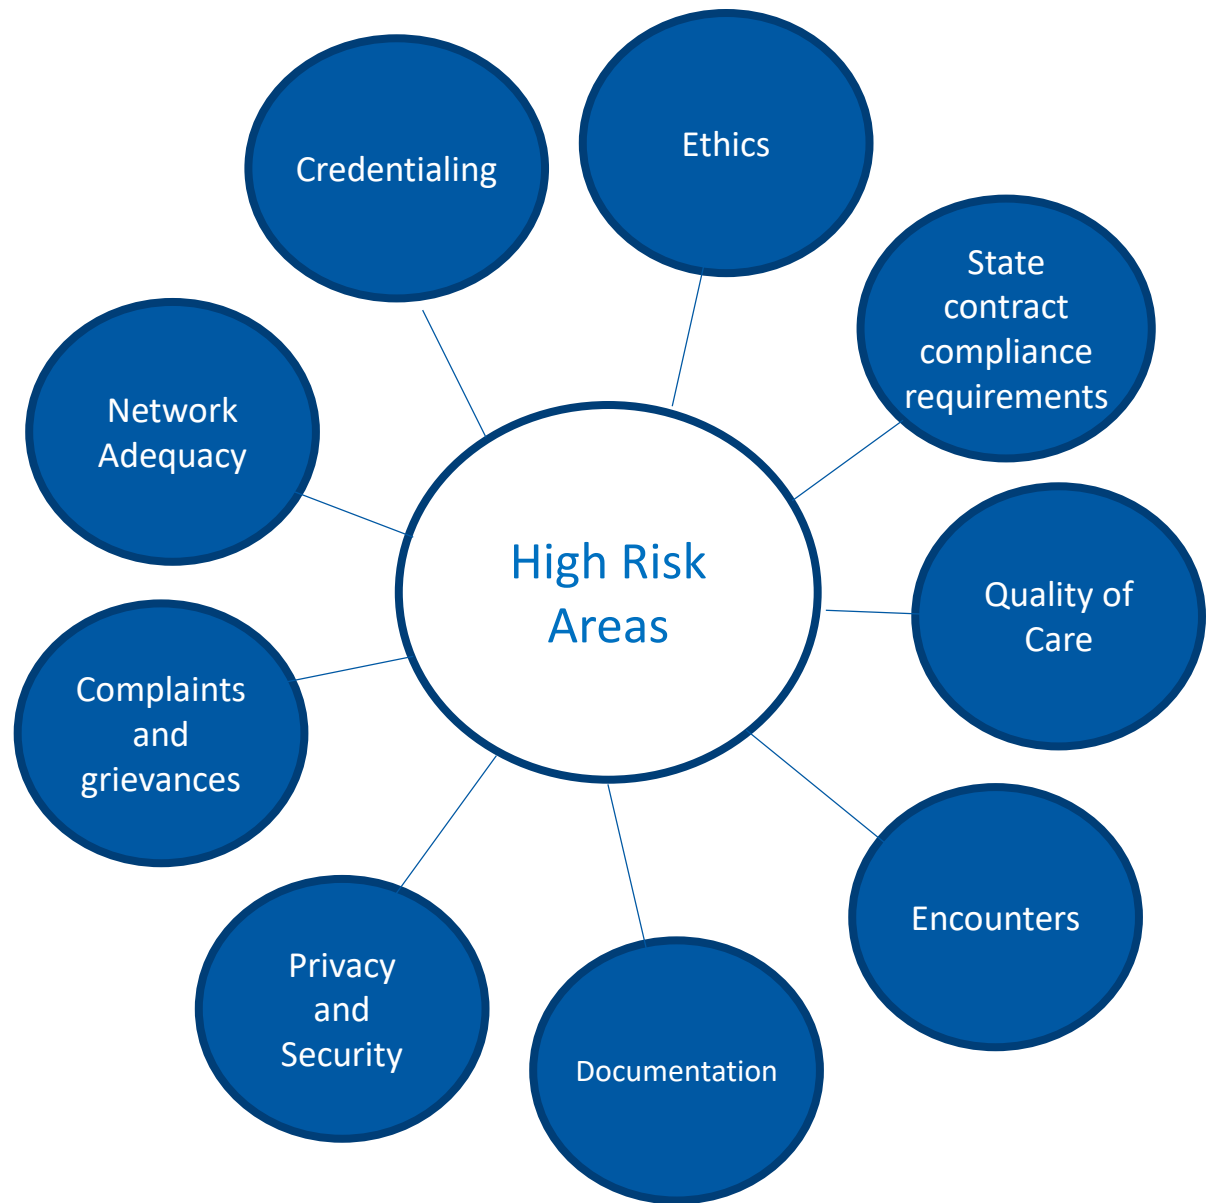 High Risk
Areas
Ethics
State
contract
compliance
requirements
Quality of
Care
Encounters
Documentation
Privacy
and
Security
Complaints
and
grievances
Network
Adequacy
Credentialing